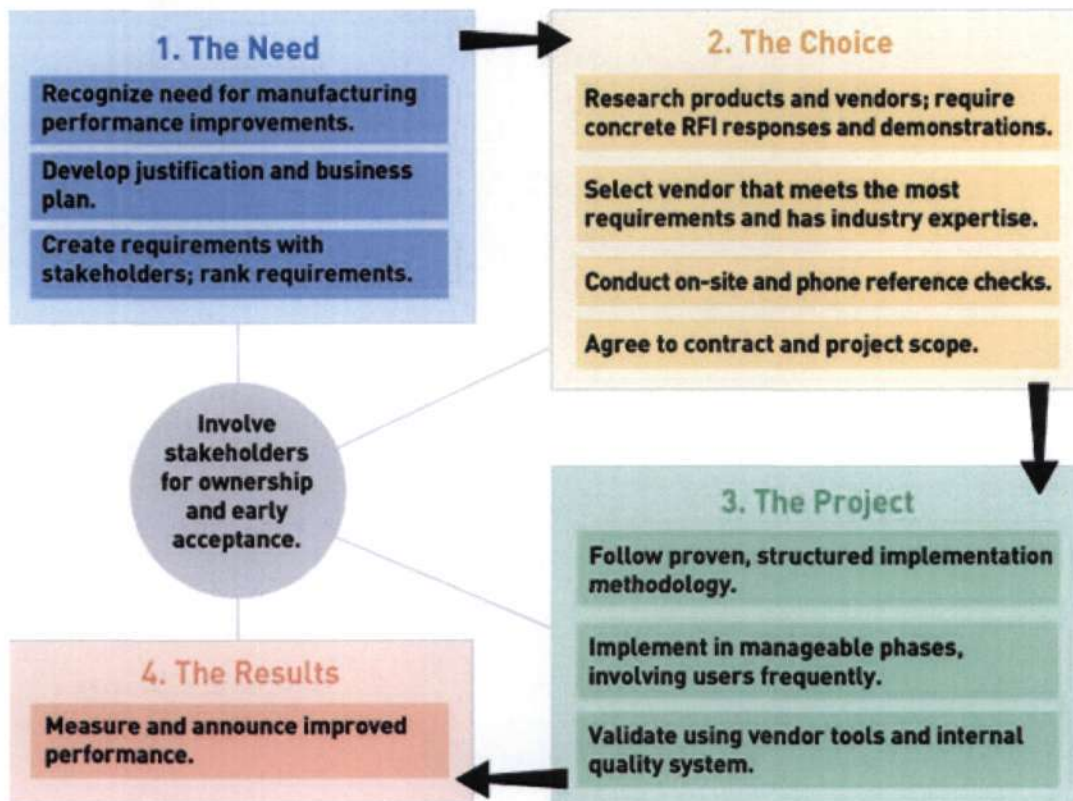 1. The Need
Recognize need for manufacturing
performance improvements.
Develop justification and business
plan.
Create requirements with
stakeholders; rank requirements.
2. The Choice
Research products and vendors; require
concrete RFI responses and demonstrations.
Select vendor that meets the most
requirements and has industry expertise.
Conduct on-site and phone reference checks.
Agree to contract and project scope.
Involve
stakeholders
for ownership
and early
acceptance.
3. The Project
Follow proven, structured implementation
methodology.
Implement in manageable phases,
involving users frequently.
Validate using vendor tools and internal
quality system.
4. The Results
Measure and announce improved
performance.